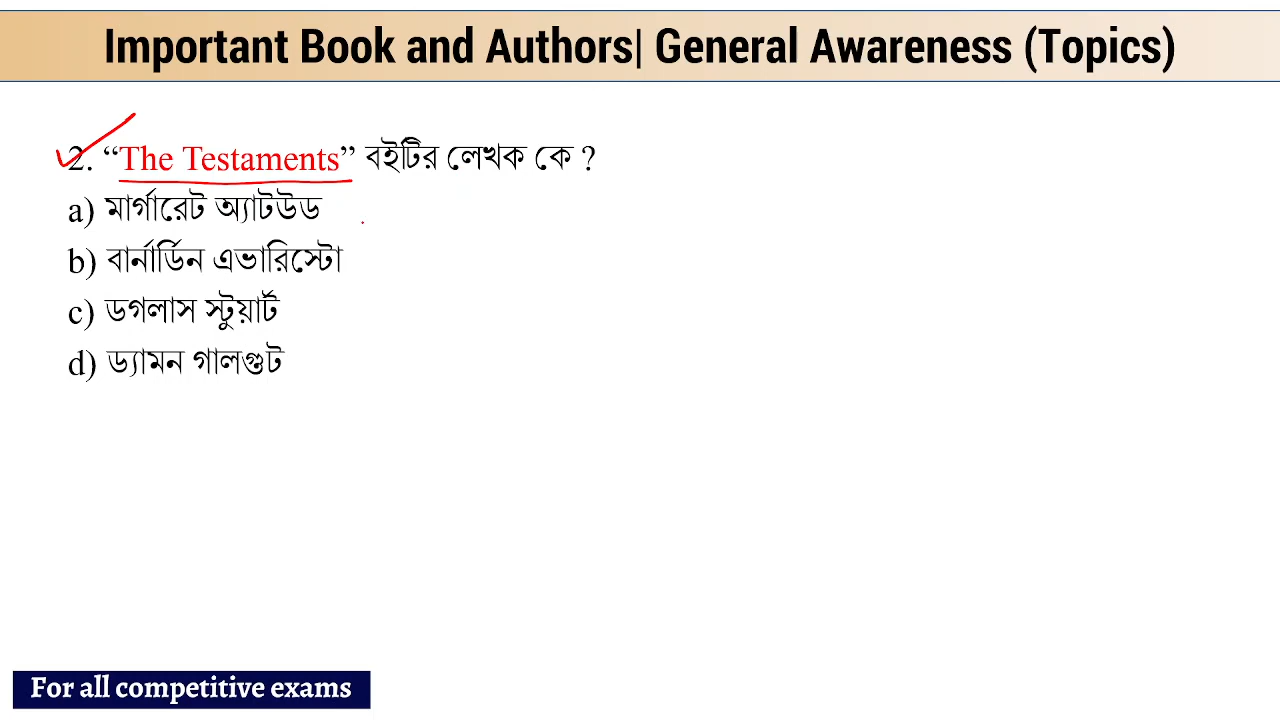 Important Book and Authors| General Awareness (Topics)
2. “The Testaments” বইটির লেখক কে ?
a) মার্গারেট অ্যাটউড
b) বার্নার্ডিন এভারিস্টো
c) ডগলাস স্টুয়ার্ট
d) ড্যামন গালগুট
For all competitive exams